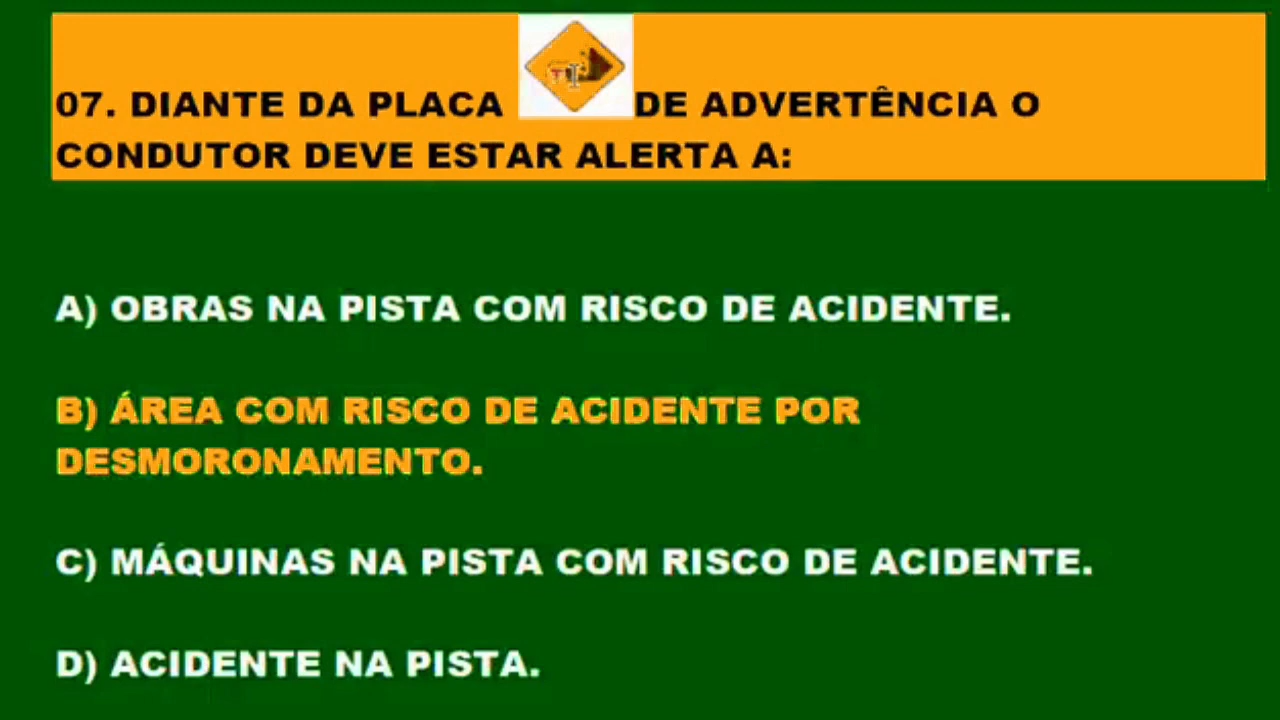 07. DIANTE DA PLACA DE ADVERTÊNCIA O
CONDUTOR DEVE ESTAR ALERTA A:
A) OBRAS NA PISTA COM RISCO DE ACIDENTE.
B) ÁREA COM RISCO DE ACIDENTE POR
DESMORONAMENTO.
C) MÁQUINAS NA PISTA COM RISCO DE ACIDENTE.
D) ACIDENTE NA PISTA.